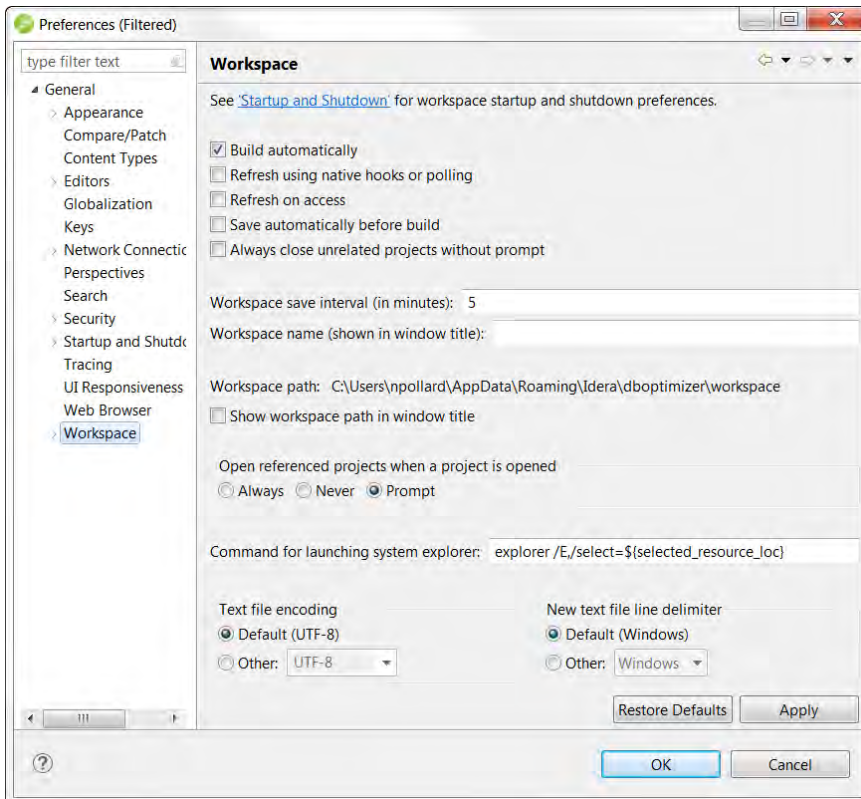 Preferences (Filtered)
type filter text
General
Appearance
Compare/Patch
Content Types
Editors
Globalization
Keys
Network Connectic
Perspectives
Search
Security
Startup and Shutdc
Tracing
UI Responsiveness
Web Browser
Workspace
Workspace
See 'Startup and Shutdown' for workspace startup and shutdown preferences.
Build automatically
Refresh using native hooks or polling
Refresh on access
Save automatically before build
Always close unrelated projects without prompt
Workspace save interval (in minutes): 5
Workspace name (shown in window title):
Workspace path: C:\Users\npollard\AppData\Roaming\Idera\dboptimizer\workspace
Show workspace path in window title
Open referenced projects when a project is opened
Always Never Prompt
Command for launching system explorer: explorer /E,/select=${selected_resource_loc}
Text file encoding
Default (UTF-8)
Other: UTF-8
New text file line delimiter
Default (Windows)
Other: Windows
Restore Defaults Apply
OK Cancel